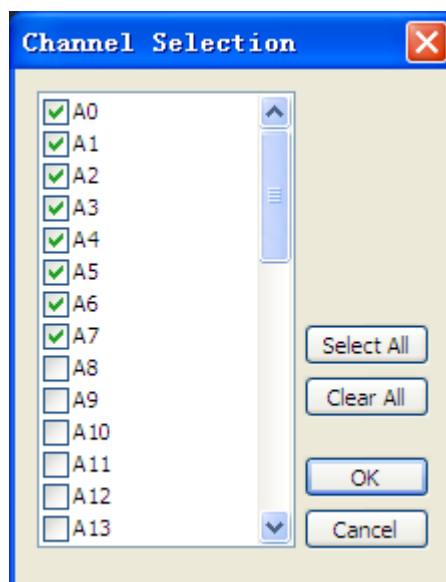 Channel Selection
A0
A1
A2
A3
A4
A5
A6
A7
A8
A9
A10
A11
A12
A13
Select All
Clear All
OK
Cancel